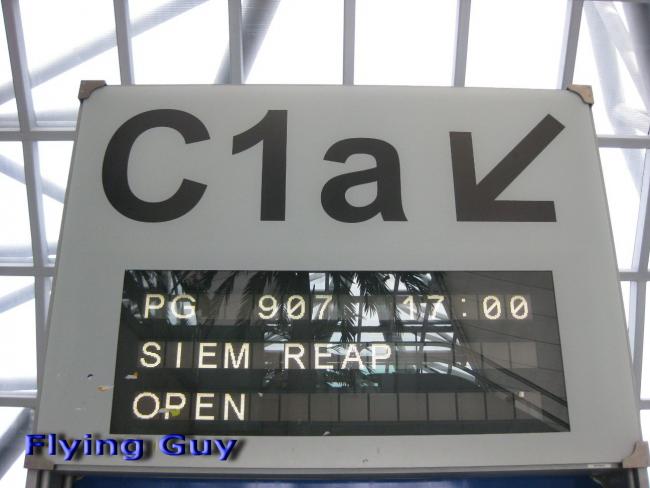 C1a
PG 907 17:00
SIEM REAP
OPEN
Flying Guy